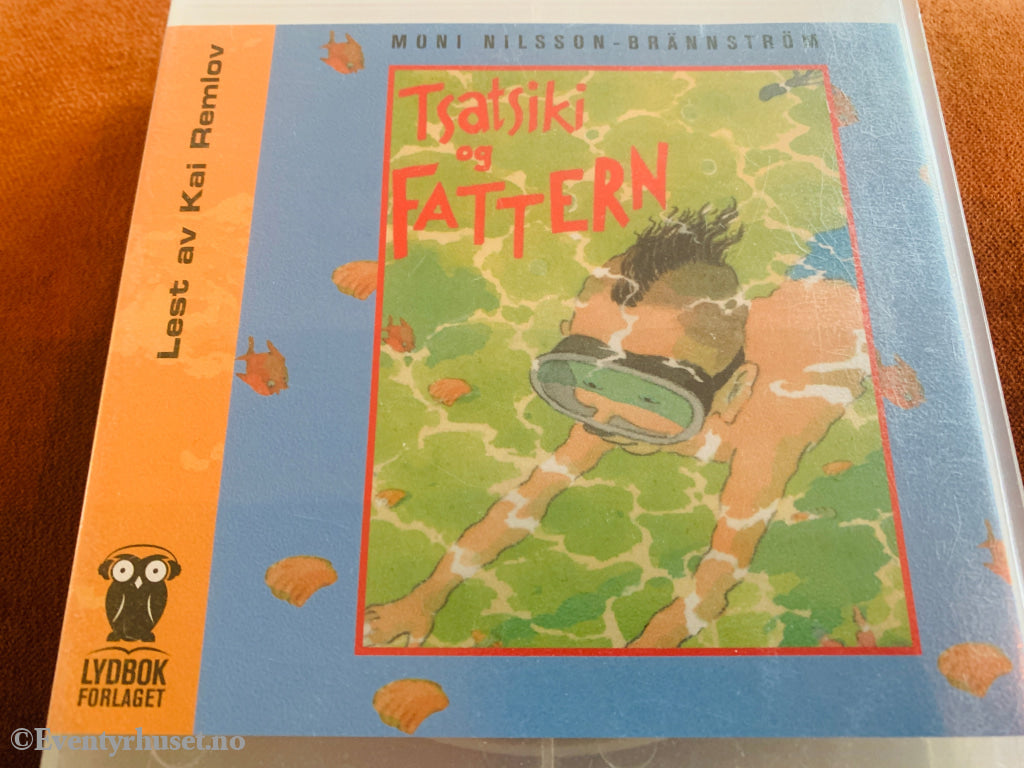 MONI NILSSON-BRÄNNSTRÖM
Tsatsiki
og
FATTERN
Lest av Kai Remlov
LYDBOK
FORLAGET
©Eventyrhuset.no